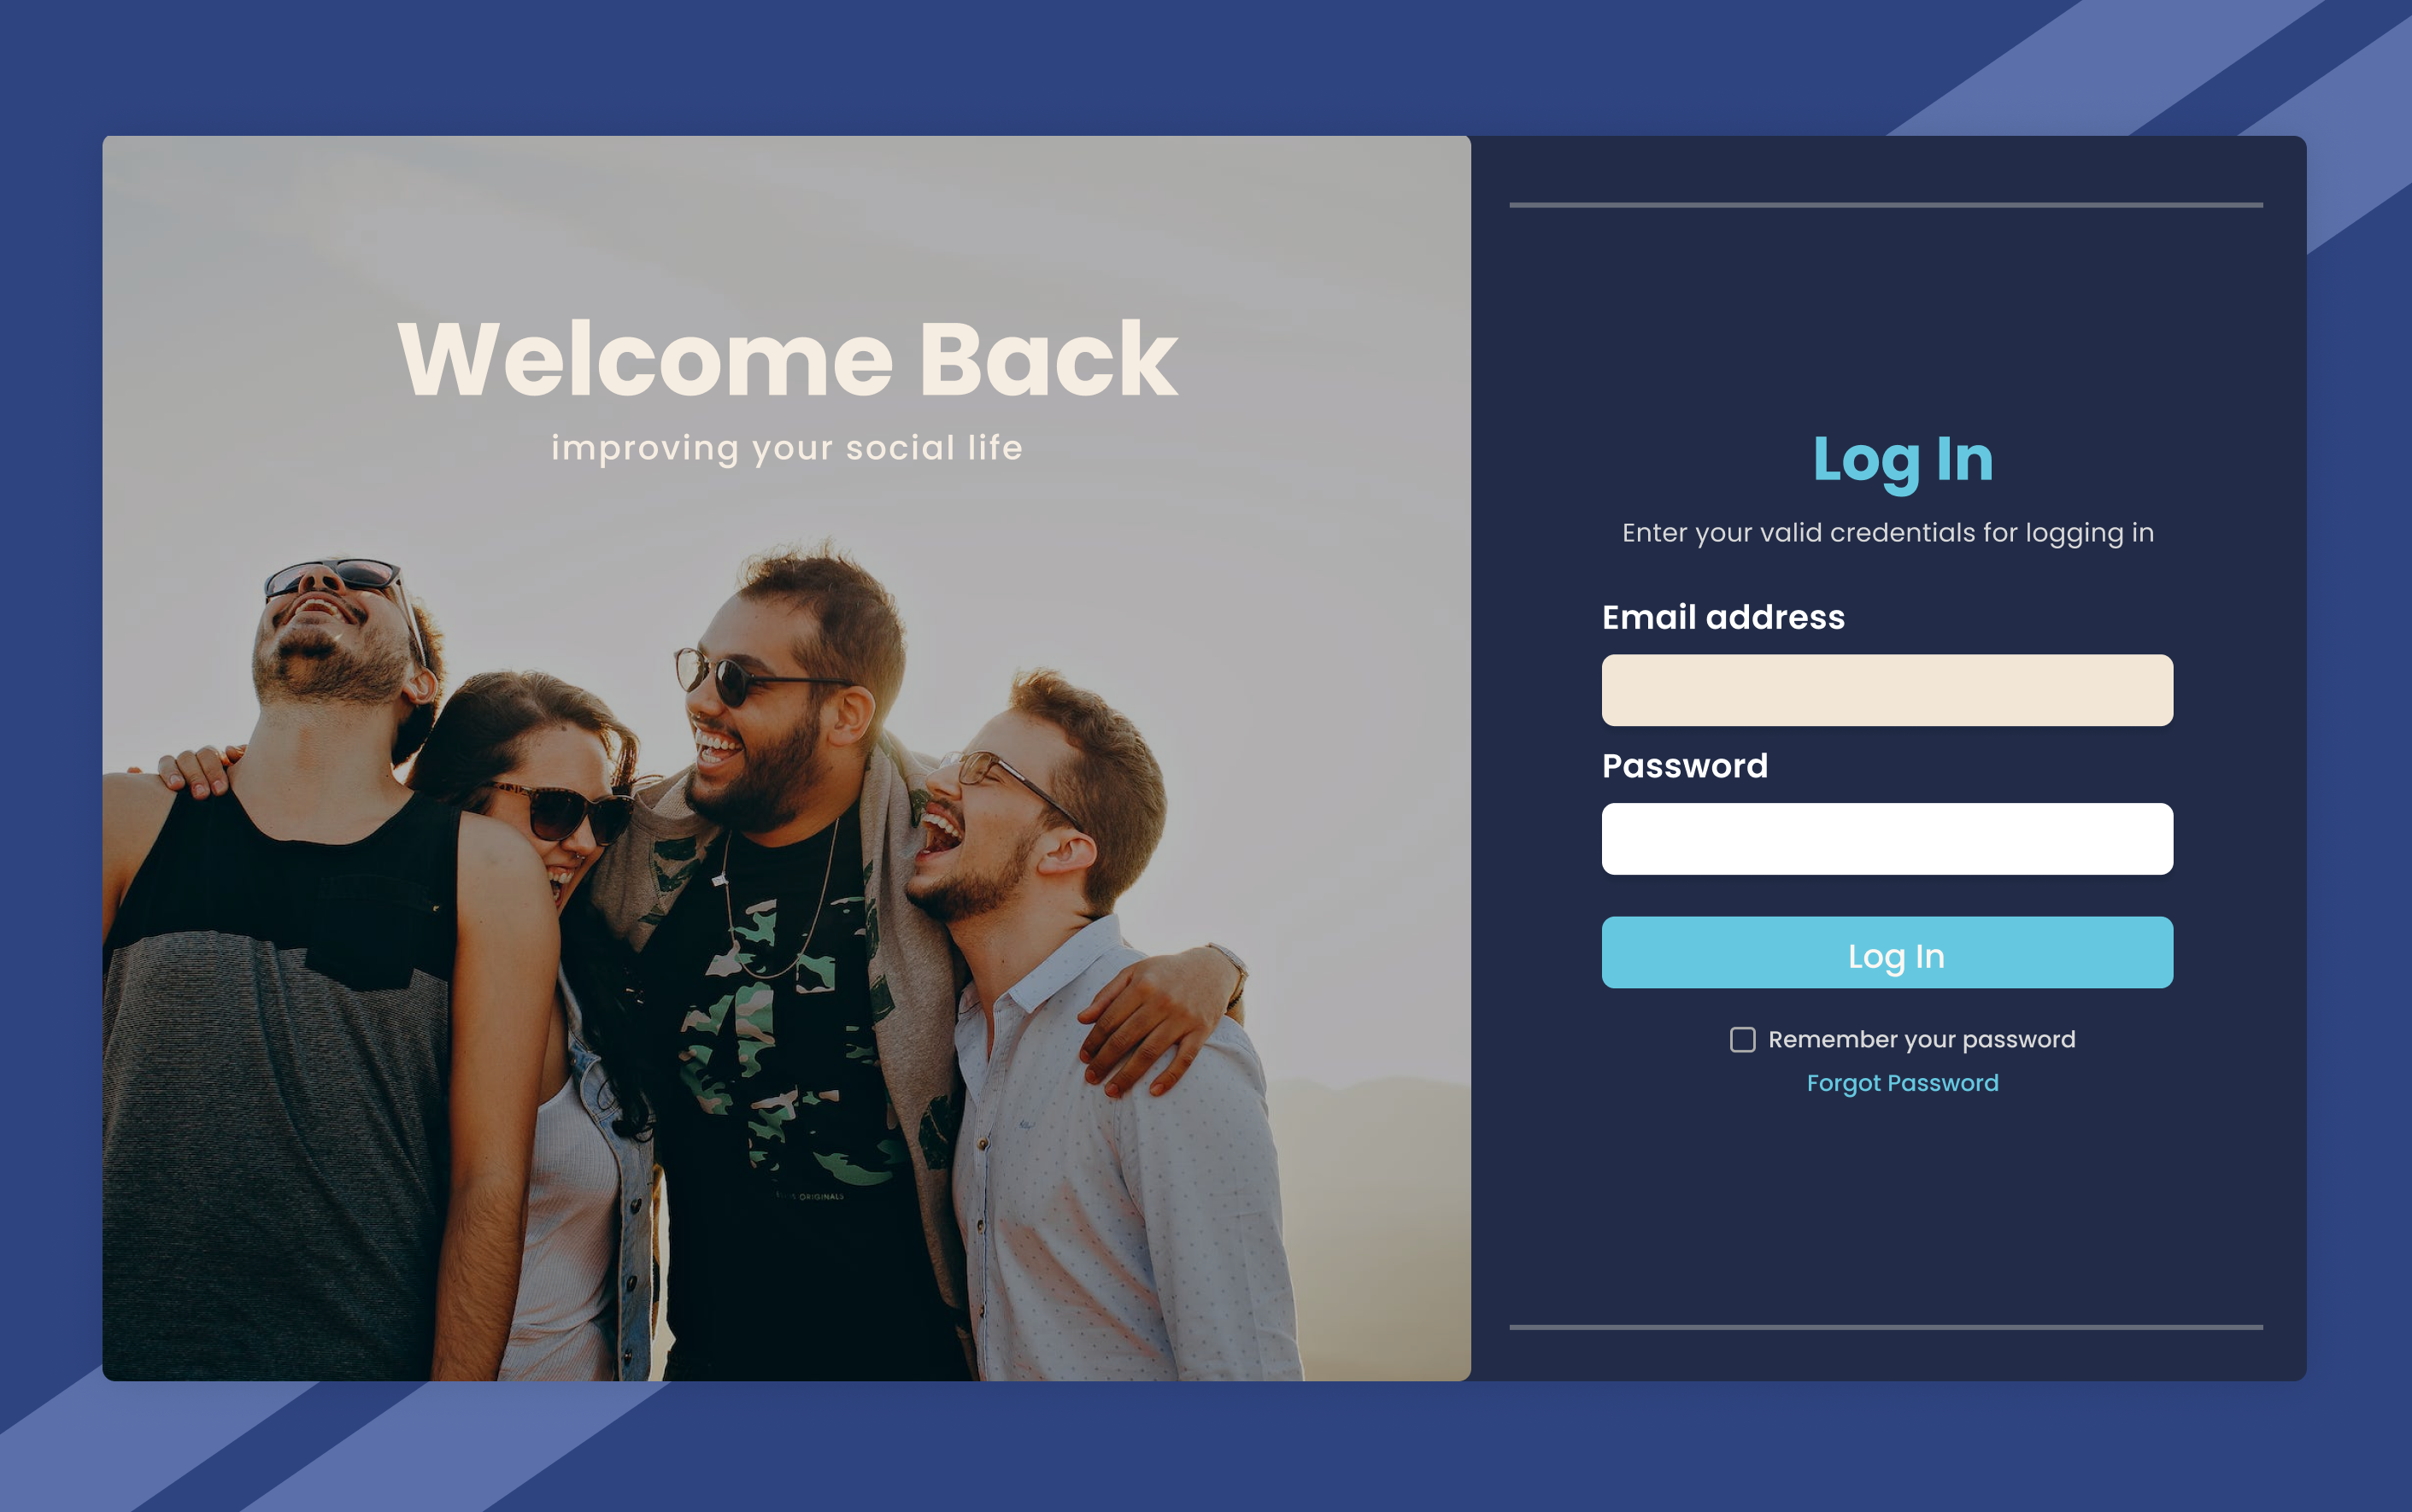 Welcome Back
improving your social life
Log In
Enter your valid credentials for logging in
Email address
Password
Log In
Remember your password
Forgot Password
ORIGINALS